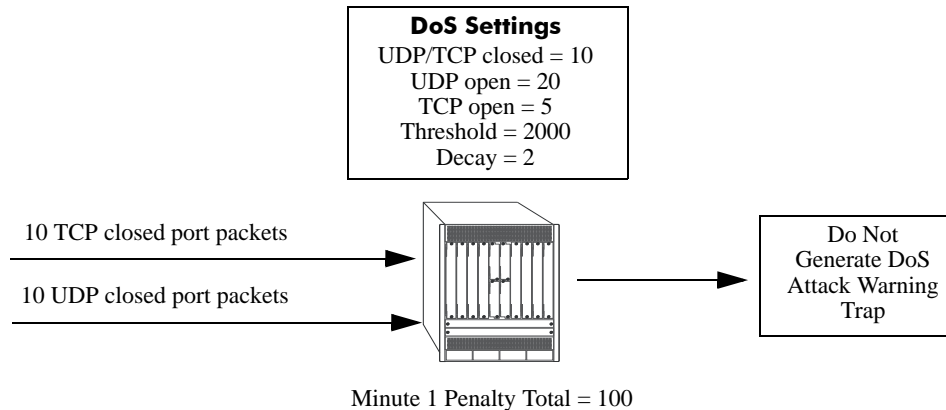 DoS Settings
UDP/TCP closed = 10
UDP open = 20
TCP open = 5
Threshold = 2000
Decay = 2
10 TCP closed port packets
10 UDP closed port packets
Do Not
Generate DoS
Attack Warning
Trap
Minute 1 Penalty Total = 100